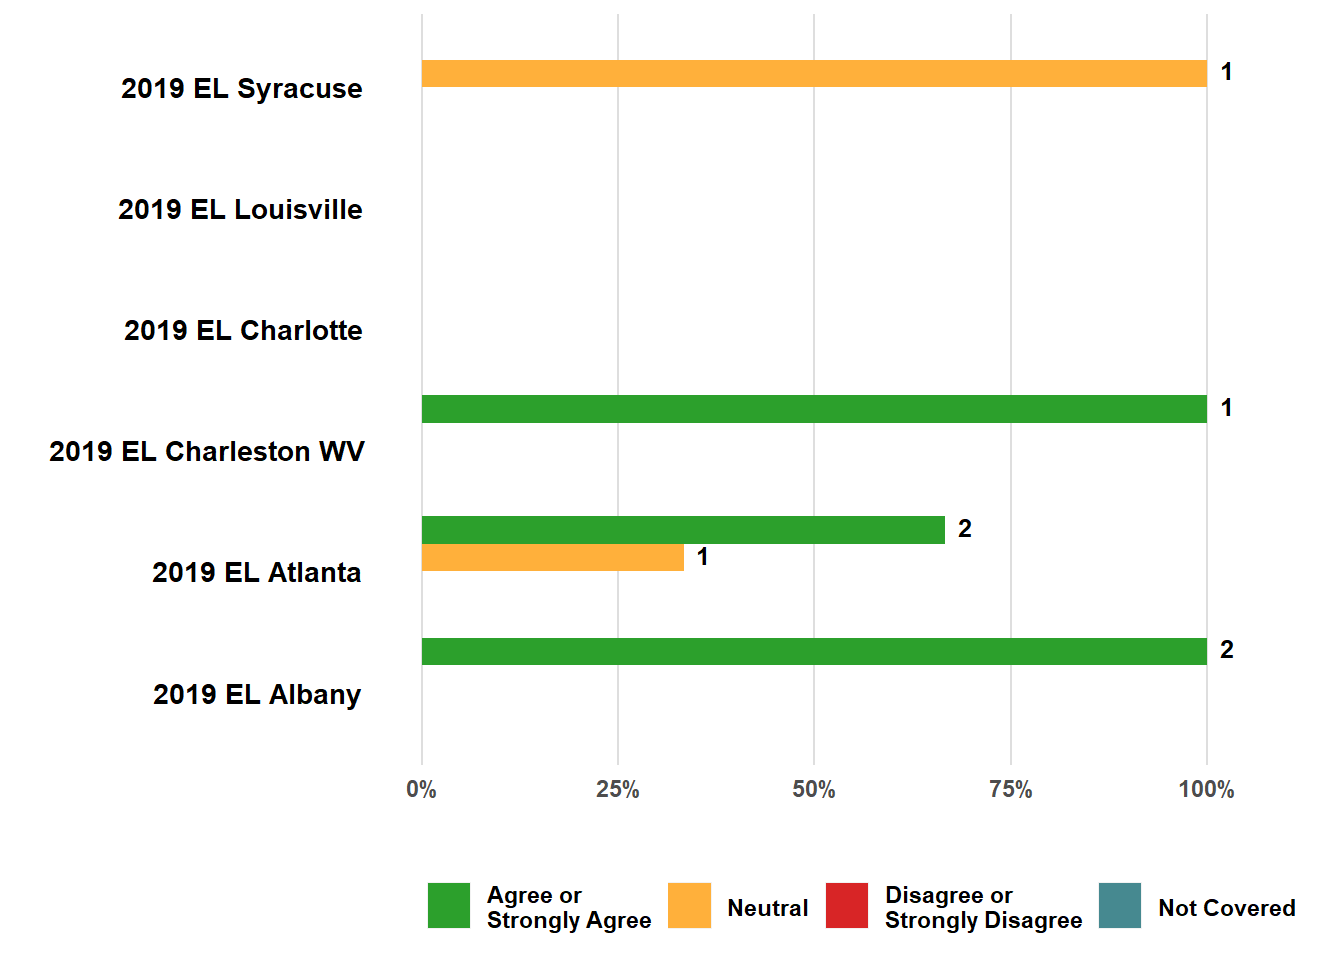 2019 EL Syracuse
1
2019 EL Louisville
2019 EL Charlotte
1
2019 EL Charleston WV
2
1
2019 EL Atlanta
2
2019 EL Albany
0% 25% 50% 75% 100%
Agree or
Strongly Agree
Neutral
Disagree or
Strongly Disagree
Not Covered